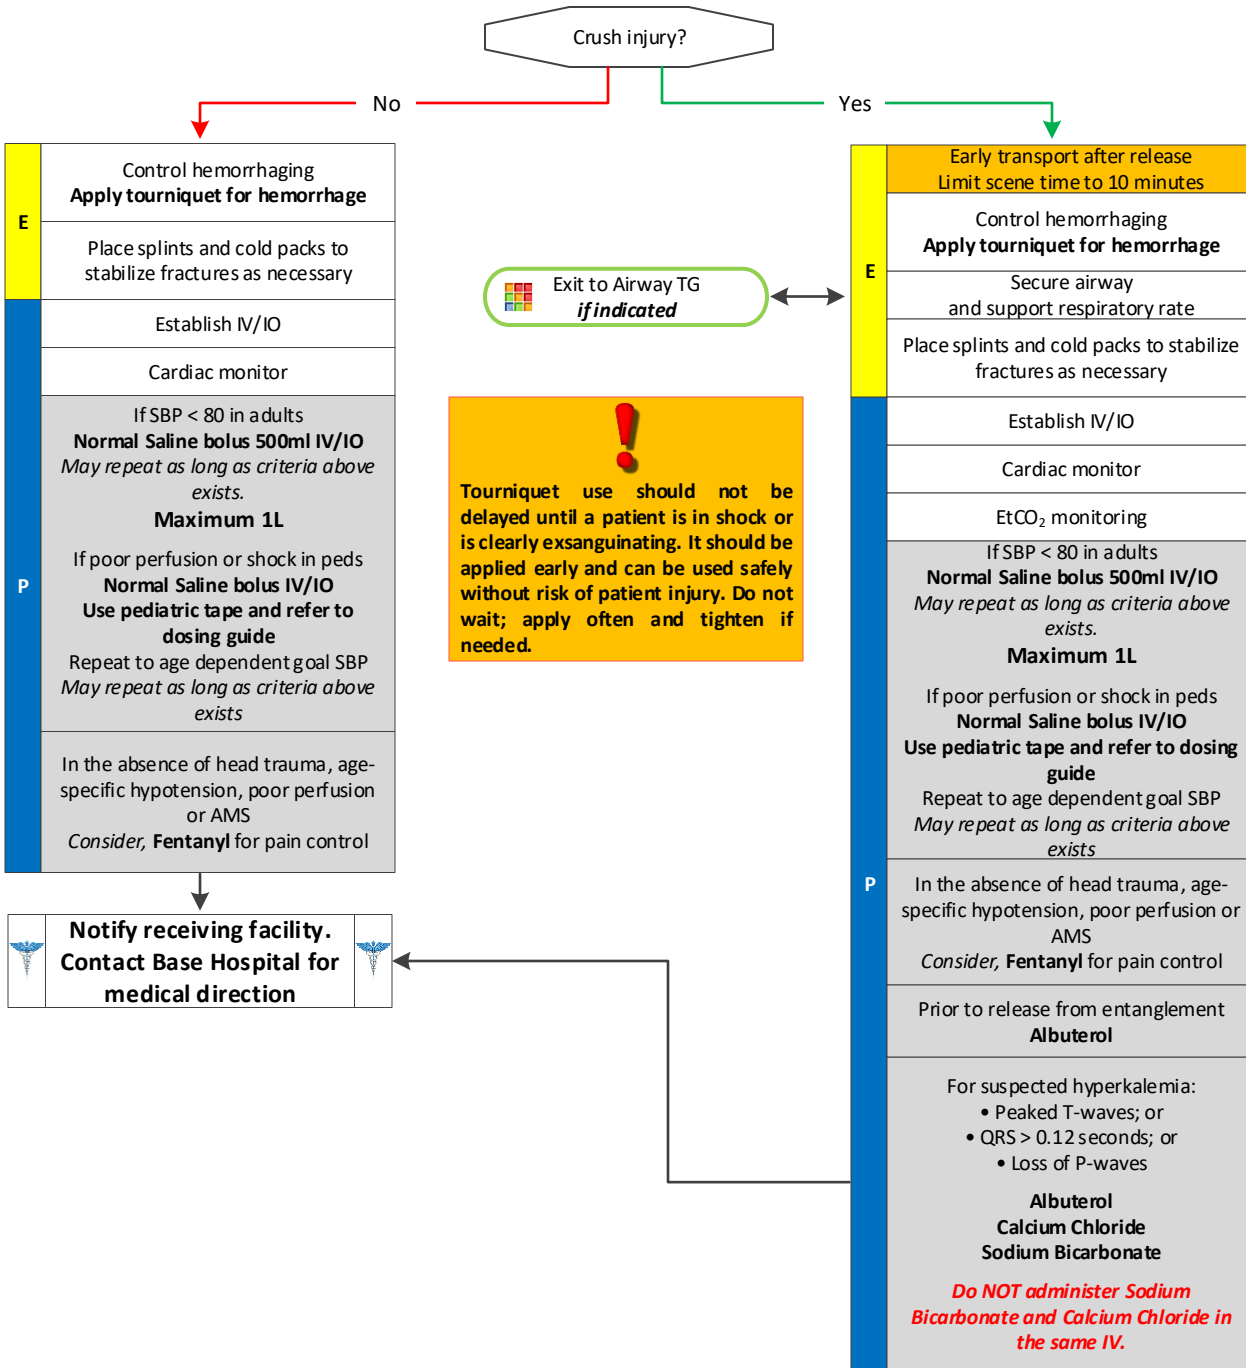 Crush injury?
No
Yes
E
Control hemorrhaging
Apply tourniquet for hemorrhage
Place splints and cold packs to
stabilize fractures as necessary
P
Establish IV/IO
Cardiac monitor
If SBP < 80 in adults
Normal Saline bolus 500ml IV/IO
May repeat as long as criteria above
exists.
Maximum 1L
If poor perfusion or shock in peds
Normal Saline bolus IV/IO
Use pediatric tape and refer to
dosing guide
Repeat to age dependent goal SBP
May repeat as long as criteria above
exists
In the absence of head trauma, age-
specific hypotension, poor perfusion
or AMS
Consider, Fentanyl for pain control
Notify receiving facility.
Contact Base Hospital for
medical direction
Exit to Airway TG
if indicated
Tourniquet use should not be
delayed until a patient is in shock or
is clearly exsanguinating. It should be
applied early and can be used safely
without risk of patient injury. Do not
wait; apply often and tighten if
needed.
E
Early transport after release
Limit scene time to 10 minutes
Control hemorrhaging
Apply tourniquet for hemorrhage
Secure airway
and support respiratory rate
Place splints and cold packs to stabilize
fractures as necessary
P
Establish IV/IO
Cardiac monitor
EtCO₂ monitoring
If SBP < 80 in adults
Normal Saline bolus 500ml IV/IO
May repeat as long as criteria above
exists.
Maximum 1L
If poor perfusion or shock in peds
Normal Saline bolus IV/IO
Use pediatric tape and refer to dosing
guide
Repeat to age dependent goal SBP
May repeat as long as criteria above
exists
In the absence of head trauma, age-
specific hypotension, poor perfusion or
AMS
Consider, Fentanyl for pain control
Prior to release from entanglement
Albuterol
For suspected hyperkalemia:
• Peaked T-waves; or
• QRS > 0.12 seconds; or
• Loss of P-waves
Albuterol
Calcium Chloride
Sodium Bicarbonate
Do NOT administer Sodium
Bicarbonate and Calcium Chloride in
the same IV.